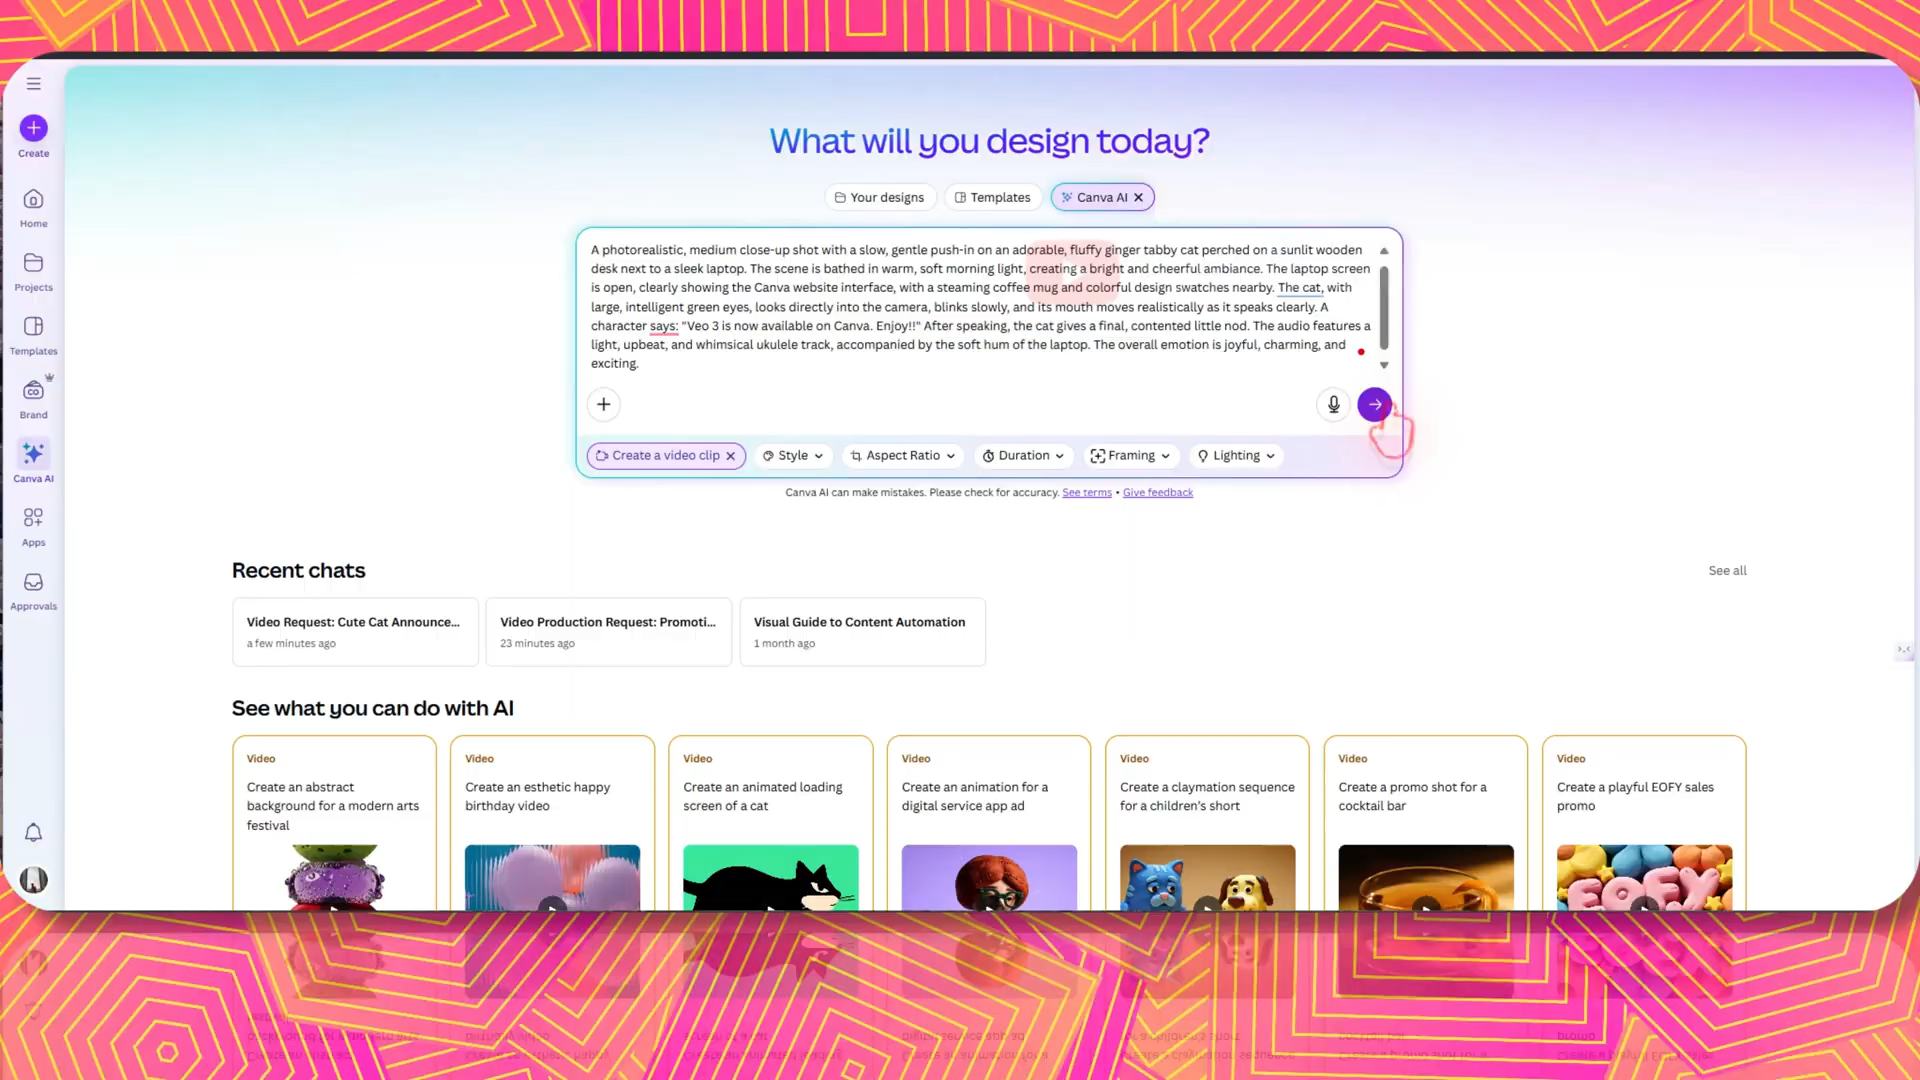 What will you design today?
Your designs
Templates
Canva AI
A photorealistic, medium close-up shot with a slow, gentle push-in on an adorable, fluffy ginger tabby cat perched on a sunlit wooden
desk next to a sleek laptop. The scene is bathed in warm, soft morning light, creating a bright and cheerful ambiance. The laptop screen
is open, clearly showing the Canva website interface, with a steaming coffee mug and colorful design swatches nearby. The cat, with
large, intelligent green eyes, looks directly into the camera, blinks slowly, and its mouth moves realistically as it speaks clearly. A
character says: "Veo 3 is now available on Canva. Enjoy!!" After speaking, the cat gives a final, contented little nod. The audio features a
light, upbeat, and whimsical ukulele track, accompanied by the soft hum of the laptop. The overall emotion is joyful, charming, and
exciting.
Create a video clip
Style
Aspect Ratio
Duration
Framing
Lighting
Canva AI can make mistakes. Please check for accuracy. See terms • Give feedback
Create
Home
Projects
Templates
Brand
Canva AI
Apps
Approvals
Recent chats
See all
Video Request: Cute Cat Announce...
a few minutes ago
Video Production Request: Promoti...
23 minutes ago
Visual Guide to Content Automation
1 month ago
See what you can do with AI
Video
Create an abstract
background for a modern arts
festival
Video
Create an esthetic happy
birthday video
Video
Create an animated loading
screen of a cat
Video
Create an animation for a
digital service app ad
Video
Create a claymation sequence
for a children's short
Video
Create a promo shot for a
cocktail bar
Video
Create a playful EOFY sales
promo
EOFY